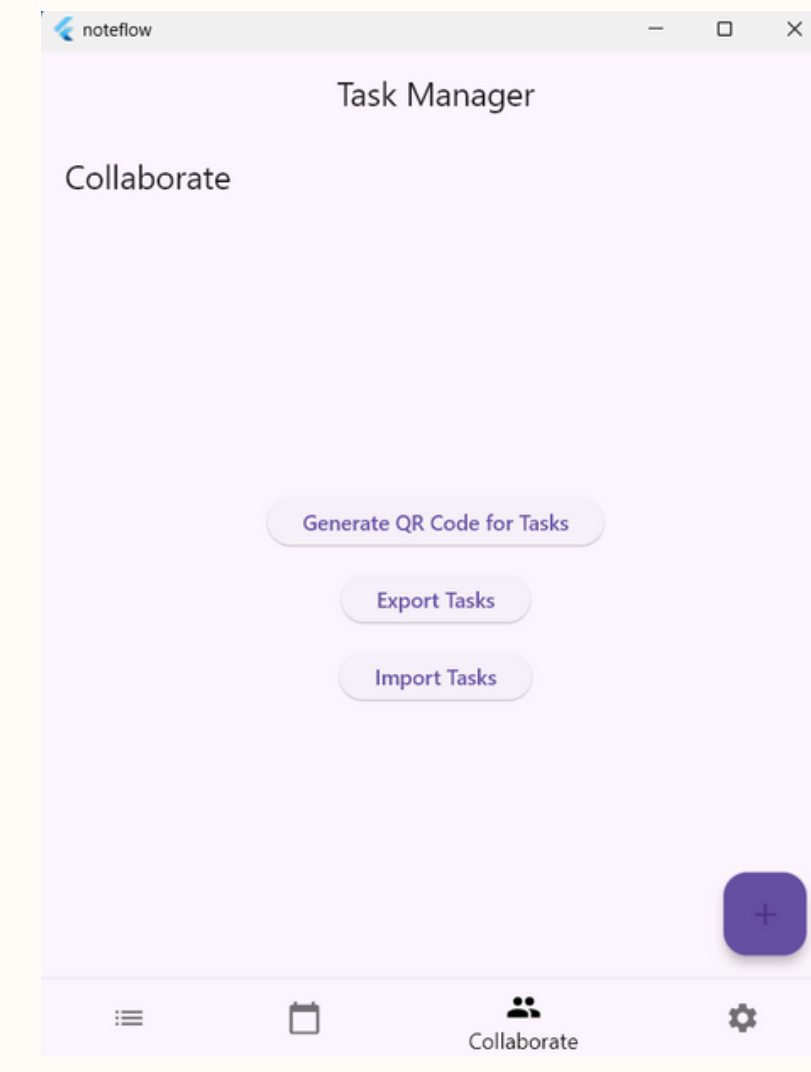 noteflow
Task Manager
Collaborate
Generate QR Code for Tasks
Export Tasks
Import Tasks
Collaborate